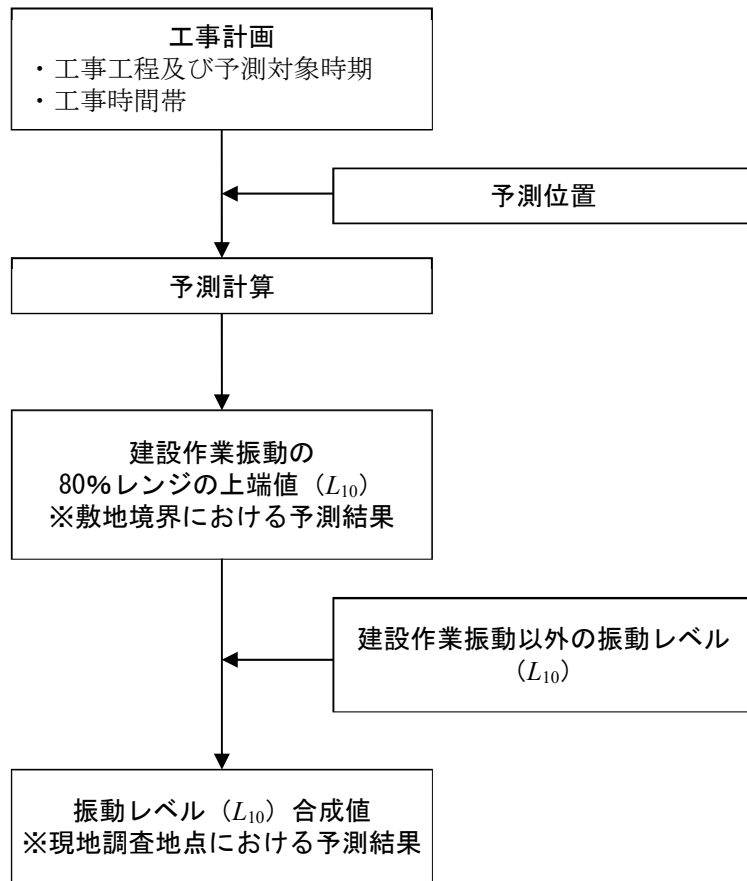 工事計画
・工事工程及び予測対象時期
・工事時間帯
予測位置
予測計算
建設作業振動の
80%レンジの上端値（L10）
※敷地境界における予測結果
建設作業振動以外の振動レベル
（L10）
振動レベル（L10）合成値
※現地調査地点における予測結果